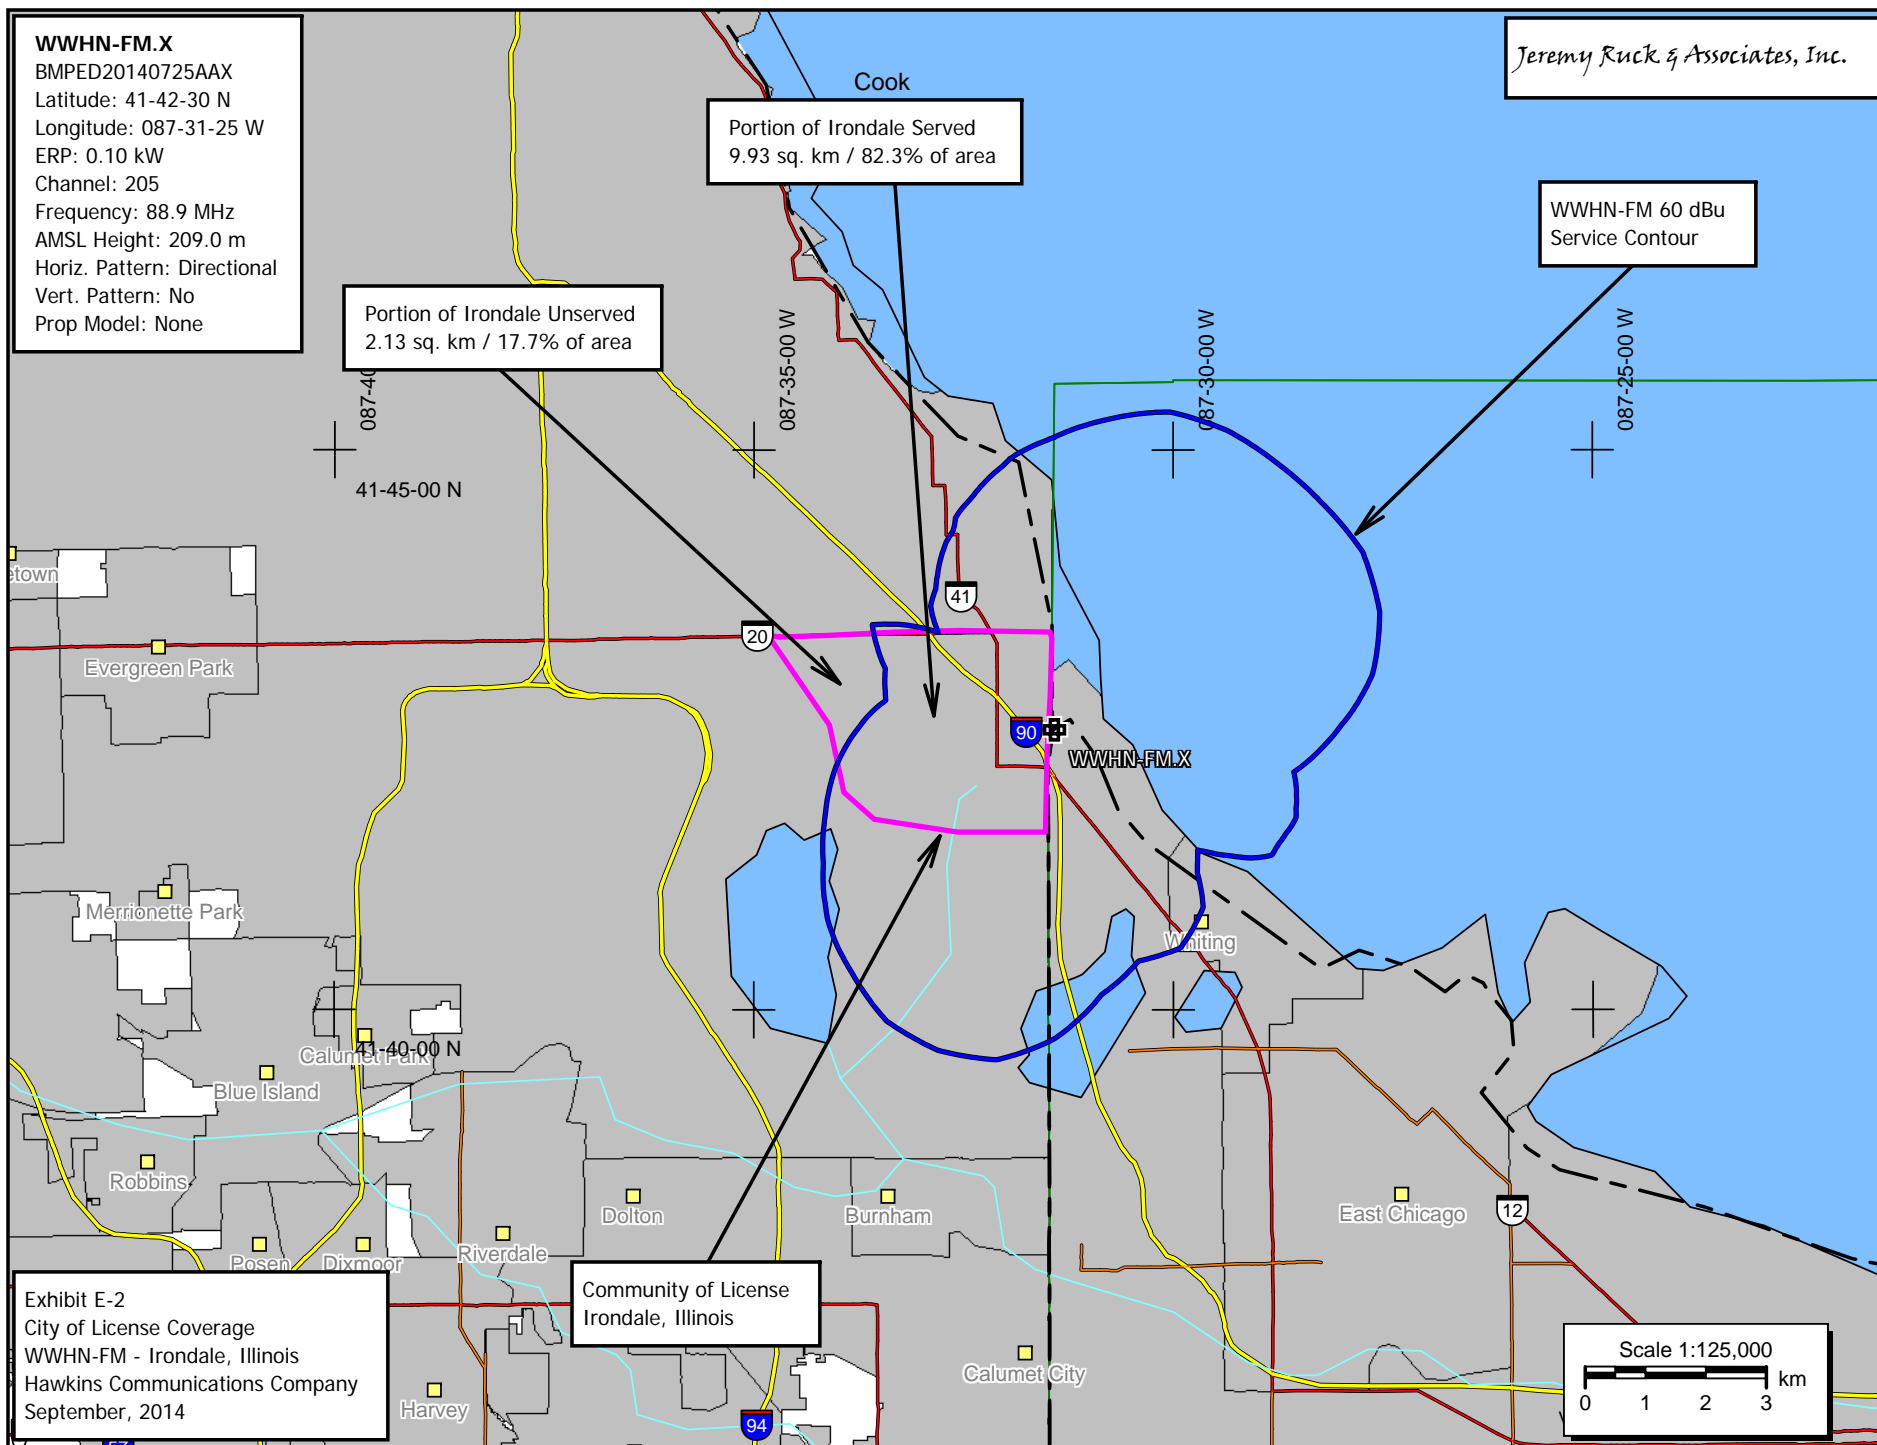 WWHN-FM.X
BMPED20140725AAX
Latitude: 41-42-30 N
Longitude: 087-31-25 W
ERP: 0.10 kW
Channel: 205
Frequency: 88.9 MHz
AMSL Height: 209.0 m
Horiz. Pattern: Directional
Vert. Pattern: No
Prop Model: None
Jeremy Ruck & Associates, Inc.
Cook
Portion of Irondale Served
9.93 sq. km / 82.3% of area
WWHN-FM 60 dBu
Service Contour
Portion of Irondale Unserved
2.13 sq. km / 17.7% of area
087-40
087-35-00 W
087-30-00 W
087-25-00 W
41-45-00 N
etown
41
20
Evergreen Park
90
WWHN-FM.X
Merrionette Park
Whiting
Calumet Park
41-40-00 N
Blue Island
Robbins
Dolton
Burnham
East Chicago
12
Riverdale
Posen
Dixmoor
Community of License
Irondale, Illinois
Exhibit E-2
City of License Coverage
WWHN-FM - Irondale, Illinois
Hawkins Communications Company
September, 2014
Calumet City
Harvey
94
Scale 1:125,000
km
0 1 2 3